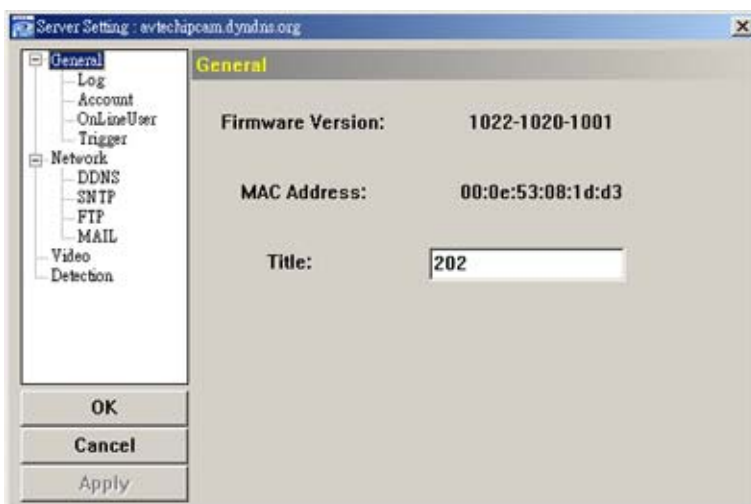 Server Setting : avtechipcam.dyndns.org
General
Log
Account
OnLineUser
Trigger
Network
DDNS
SNTP
FTP
MAIL
Video
Detection
OK
Cancel
Apply
General
Firmware Version: 1022-1020-1001
MAC Address: 00:0e:53:08:1d:d3
Title: 202